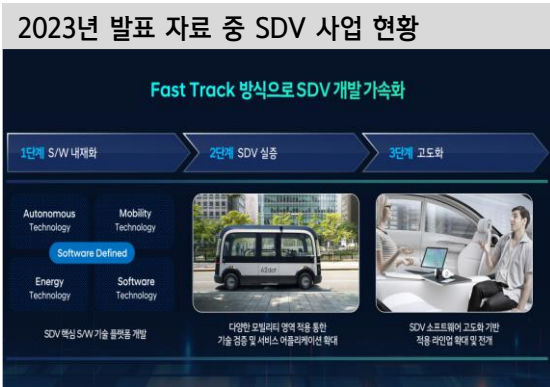 2023년 발표 자료 중 SDV 사업 현황
Fast Track 방식으로 SDV 개발 가속화
1단계 S/W 내재화
2단계 SDV 실증
3단계 고도화
Autonomous
Technology
Mobility
Technology
Software Defined
Energy
Technology
Software
Technology
42dot
SDV 핵심 S/W 기술 플랫폼 개발
다양한 모빌리티 영역 적용 통한
기술 검증 및 서비스 어플리케이션 확대
SDV 소프트웨어 고도화 기반
적용 라인업 확대 및 전개